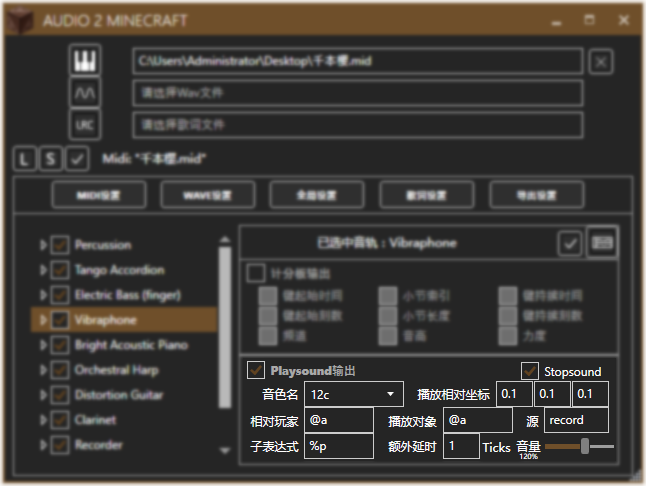 AUDIO 2 MINECRAFT
C:\Users\Administrator\Desktop\千本樱.mid
请选择Wav文件
LRC 请选择歌词文件
L S Midi: "千本樱.mid"
MIDI设置 WAVE设置 全局设置 歌词设置 导出设置
已选中音轨：Vibraphone
Percussion
Tango Accordion
Electric Bass (finger)
Vibraphone
Bright Acoustic Piano
Orchestral Harp
Distortion Guitar
Clarinet
Recorder
计分板输出
键起始时间 小节索引 键持续时间
键起始刻数 小节长度 键持续刻数
频道 音高 力度
Playsound输出 Stopsound
音色名 12c 播放相对坐标 0.1 0.1 0.1
相对玩家 @a 播放对象 @a 源 record
子表达式 %p 额外延时 1 Ticks 音量
120%